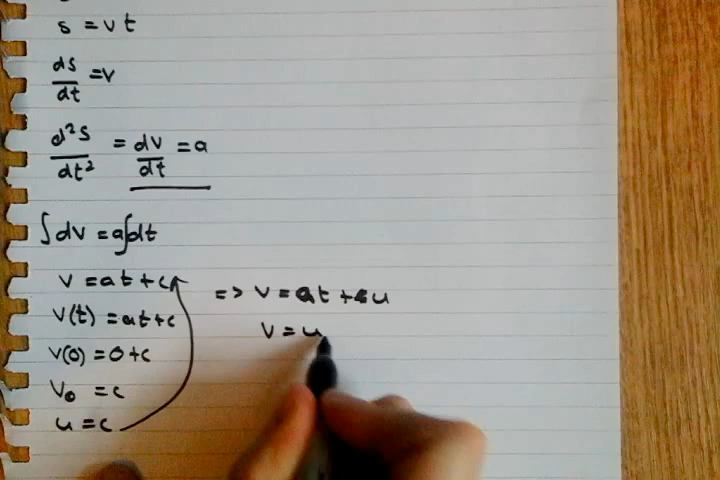 s = vt
ds/dt = v
d²s/dt² = dv/dt = a
∫dv = a∫dt
v = at + c
v(t) = at + c
v(0) = 0 + c
v₀ = c
u = c
=> v = at + u
v = u